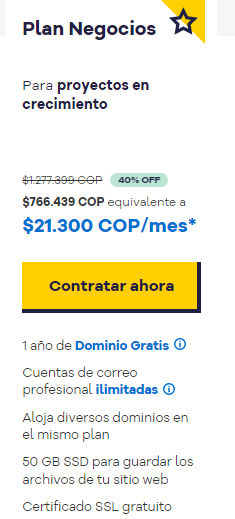 Plan Negocios
Para proyectos en
crecimiento
$1.277.399 COP 40% OFF
$766.439 COP equivalente a
$21.300 COP/mes*
Contratar ahora
1 año de Dominio Gratis
Cuentas de correo
profesional ilimitadas
Aloja diversos dominios en
el mismo plan
50 GB SSD para guardar los
archivos de tu sitio web
Certificado SSL gratuito